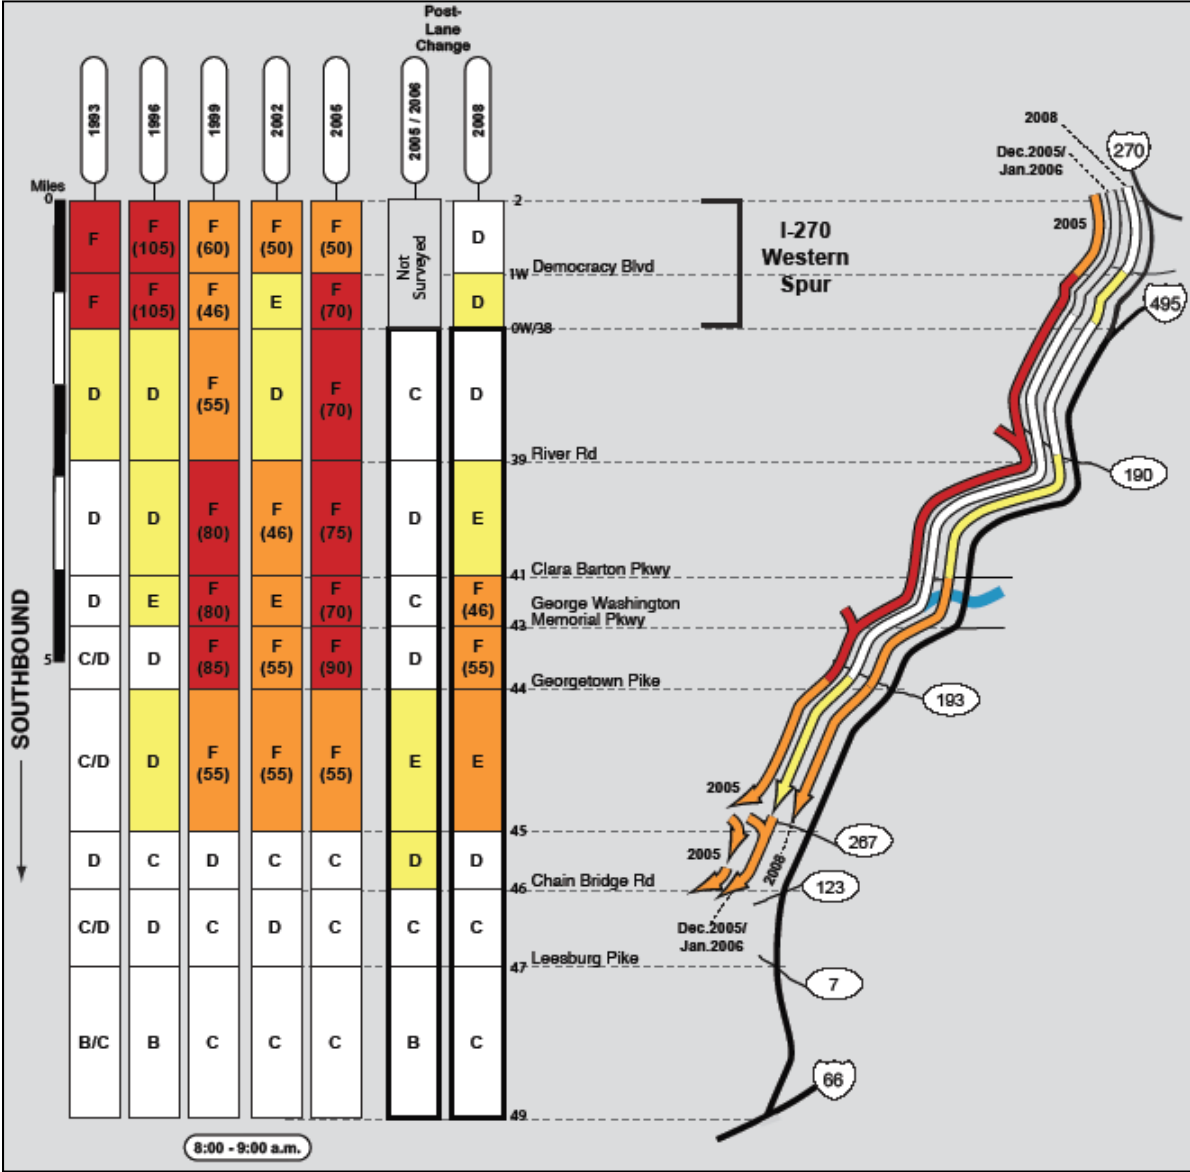 Post-
Lane
Change
1993
1996
1999
2002
2005
2005 / 2006
2008
Miles
0
5
SOUTHBOUND
F
F
(105)
F
(60)
F
(50)
F
(50)
Not
Surveyed
D
2
F
F
(105)
F
(46)
E
F
(70)
D
1W
Democracy Blvd
0W/38
D
D
F
(55)
D
F
(70)
C
D
39
River Rd
D
D
F
(80)
F
(46)
F
(75)
D
E
41
Clara Barton Pkwy
D
E
F
(80)
E
F
(70)
C
F
(46)
George Washington
Memorial Pkwy
43
C/D
D
F
(85)
F
(55)
F
(90)
D
F
(55)
44
Georgetown Pike
C/D
D
F
(55)
F
(55)
F
(55)
E
E
45
D
C
D
C
C
D
D
46
Chain Bridge Rd
C/D
D
C
D
C
C
C
47
Leesburg Pike
B/C
B
C
C
C
B
C
49
8:00 - 9:00 a.m.
I-270
Western
Spur
2008
Dec.2005/
Jan.2006
2005
270
495
190
193
2005
267
2005
2008
123
Dec.2005/
Jan.2006
7
66